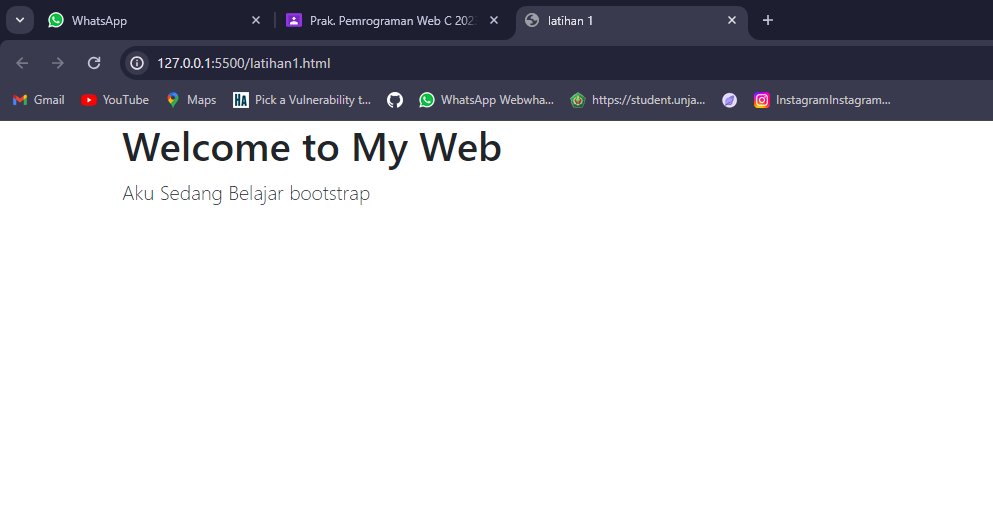 WhatsApp
Prak. Pemrograman Web C 202
latihan 1
127.0.0.1:5500/latihan1.html
Gmail
YouTube
Maps
HA
Pick a Vulnerability t...
WhatsApp Webwha...
https://student.unja...
InstagramInstagram...
Welcome to My Web
Aku Sedang Belajar bootstrap